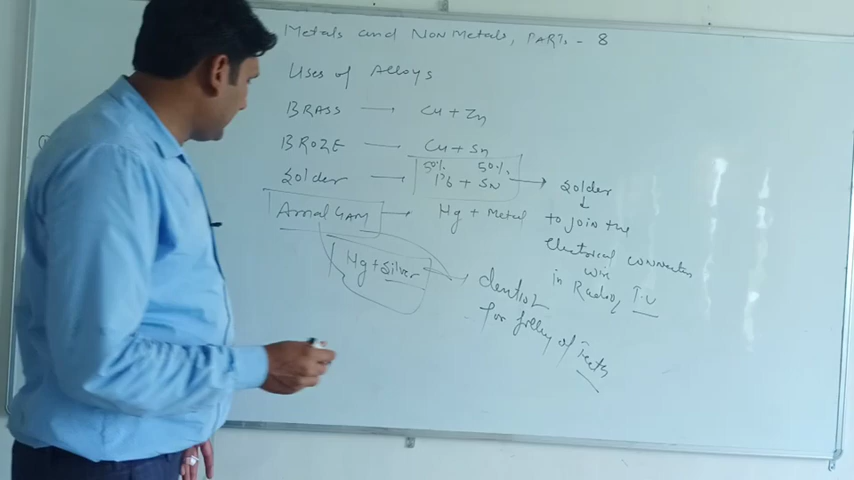 Metals and Non Metals, PART - 8
Uses of Alloys
BRASS → Cu + Zn
BROZE → Cu + Sn
50% 50%
Solder → Pb + Sn → Solder
↓
Amal GAM → Hg + Metal
to join the
electrical connection
wire
in Radio, T.V
Hg + Silver → dentist
for filling of Teeth